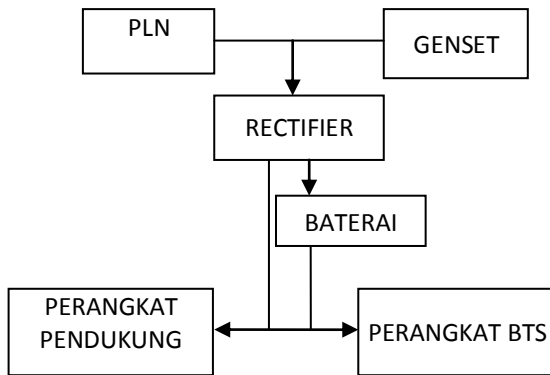 PLN
GENSET
RECTIFIER
BATERAI
PERANGKAT
PENDUKUNG
PERANGKAT BTS